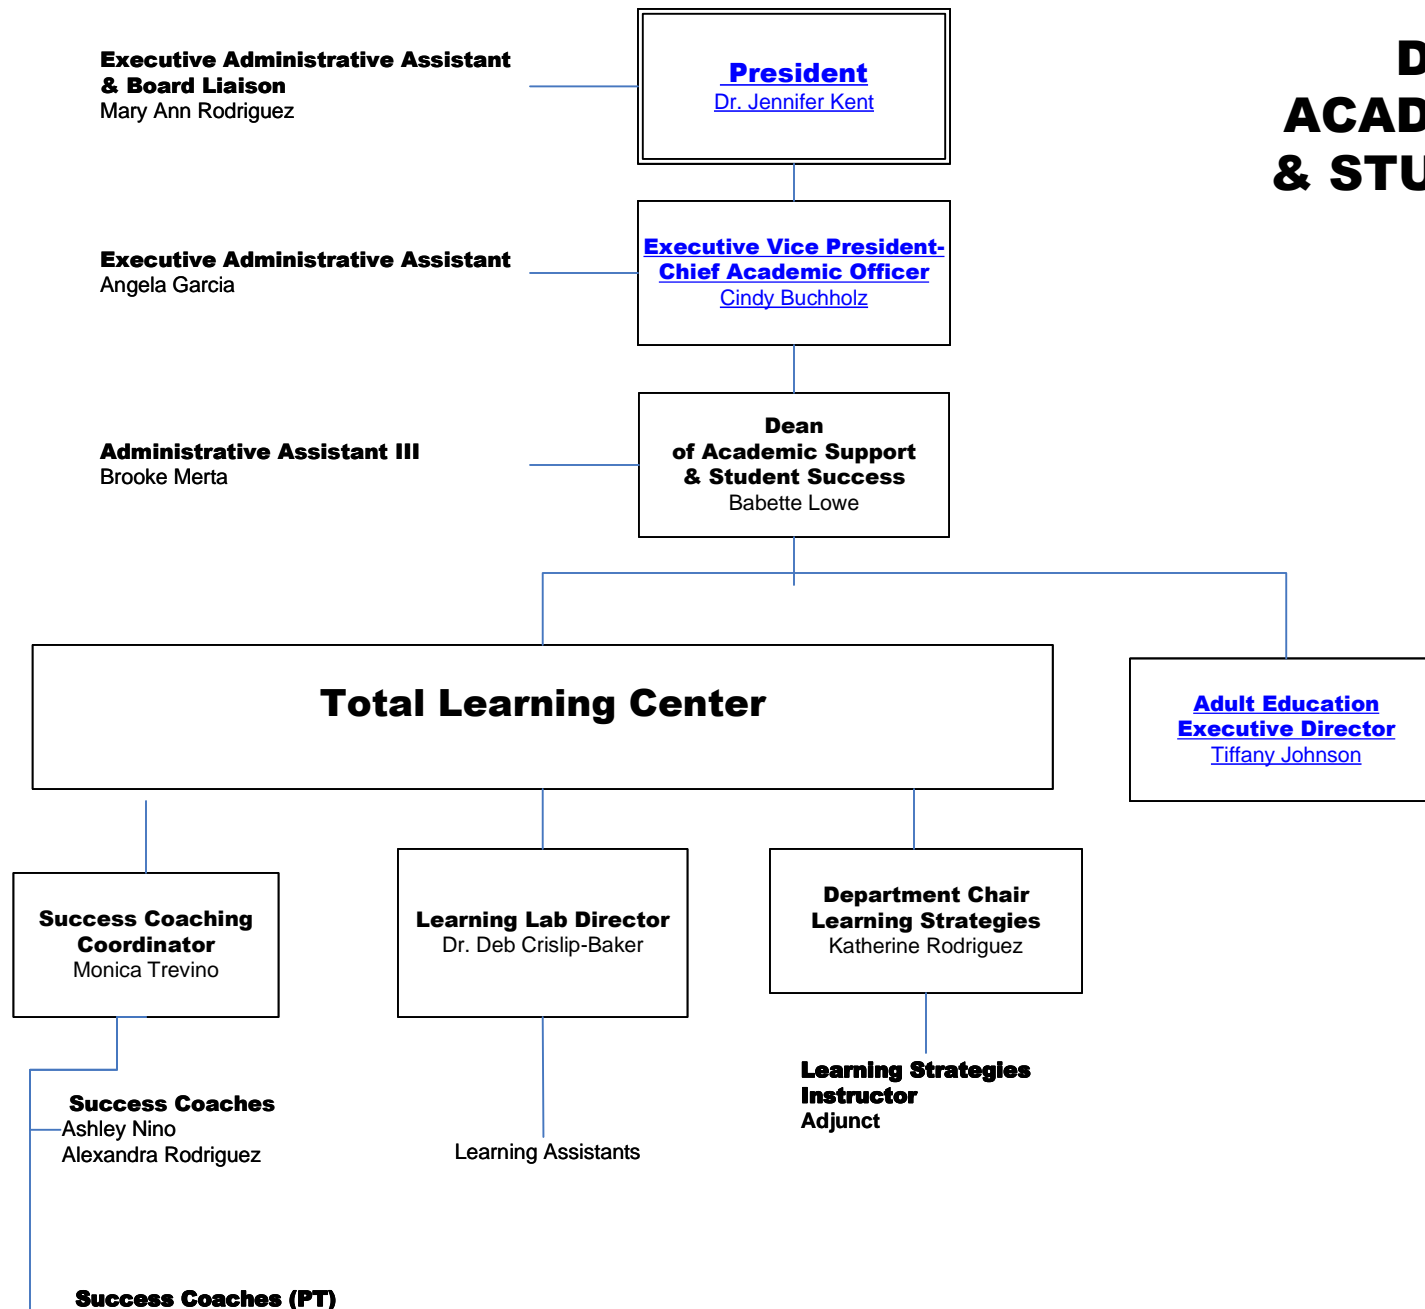 Executive Administrative Assistant
& Board Liaison
Mary Ann Rodriguez
President
Dr. Jennifer Kent
D
ACAD
& STU
Executive Administrative Assistant
Angela Garcia
Executive Vice President-
Chief Academic Officer
Cindy Buchholz
Administrative Assistant III
Brooke Merta
Dean
of Academic Support
& Student Success
Babette Lowe
Total Learning Center
Adult Education
Executive Director
Tiffany Johnson
Success Coaching
Coordinator
Monica Trevino
Learning Lab Director
Dr. Deb Crislip-Baker
Department Chair
Learning Strategies
Katherine Rodriguez
Success Coaches
Ashley Nino
Alexandra Rodriguez
Learning Assistants
Learning Strategies
Instructor
Adjunct
Success Coaches (PT)